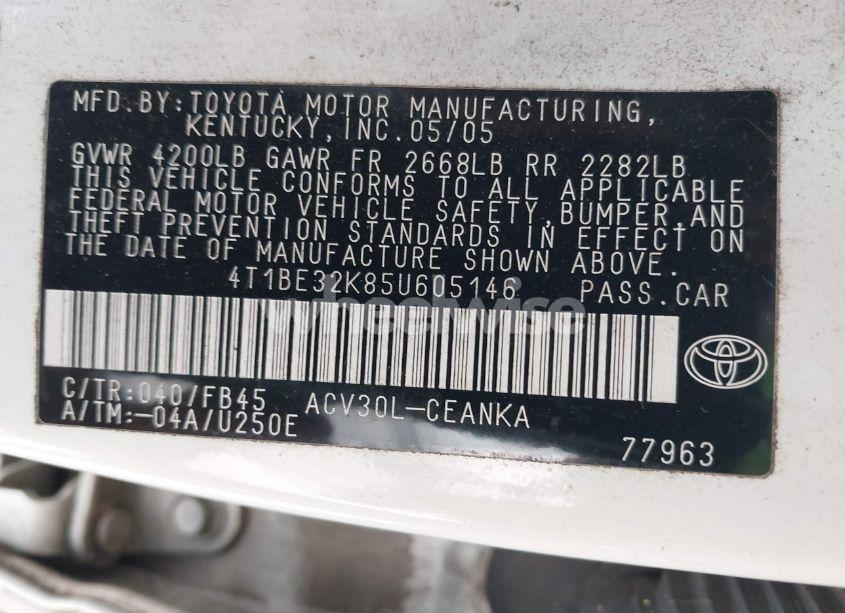 MFD.BY:TOYOTA MOTOR MANUFACTURING,
KENTUCKY,INC.05/05
GVWR 4200LB GAWR FR 2668LB RR 2282LB
THIS VEHICLE CONFORMS TO ALL APPLICABLE
FEDERAL MOTOR VEHICLE SAFETY,BUMPER,AND
THEFT PREVENTION STANDARDS IN EFFECT ON
THE DATE OF MANUFACTURE SHOWN ABOVE.
4T1BE32K85U605146 PASS.CAR
wheelwise
C/TR:040/FB45 ACV30L-CEANKA
A/TM:-04A/U250E
77963